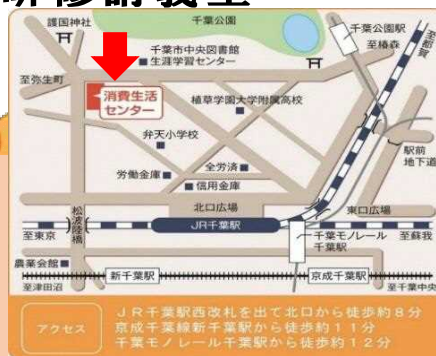 研修講義室
護国神社
千葉公園
千葉公園駅
至椿森
至都賀
千葉市中央図書館
生涯学習センター
至弥生町
消費生活
センター
植草学園大学附属高校
弁天小学校
駅前
地下道
全労済
労働金庫
信用金庫
北口広場
東口広場
松波陸橋
JR千葉駅
至東京
千葉モノレール
千葉駅
至蘇我
農業会館
新千葉駅
京成千葉駅
至津田沼
至千葉中央
アクセス
JR千葉駅西改札を出て北口から徒歩約8分
京成千葉線新千葉駅から徒歩約11分
千葉モノレール千葉駅から徒歩約12分